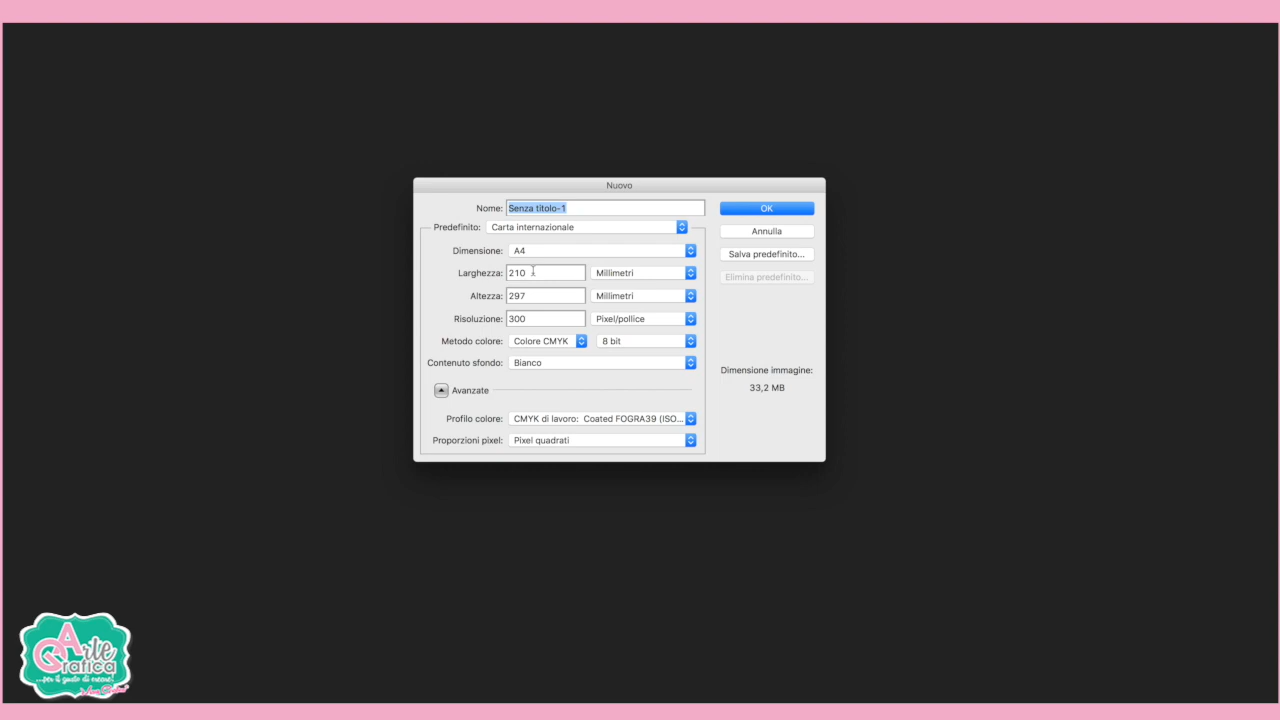 Nuovo
Nome: Senza titolo-1
OK
Predefinito: Carta internazionale
Annulla
Dimensione: A4
Salva predefinito...
Larghezza: 210 Millimetri
Elimina predefinito...
Altezza: 297 Millimetri
Risoluzione: 300 Pixel/pollice
Metodo colore: Colore CMYK 8 bit
Contenuto sfondo: Bianco
Dimensione immagine:
33,2 MB
Avanzate
Profilo colore: CMYK di lavoro: Coated FOGRA39 (ISO...
Proporzioni pixel: Pixel quadrati
Arte
Grafica
...per il gusto di creare!